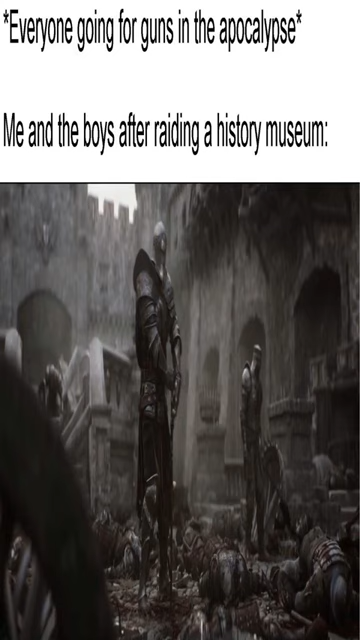 *Everyone going for guns in the apocalypse*
Me and the boys after raiding a history museum: